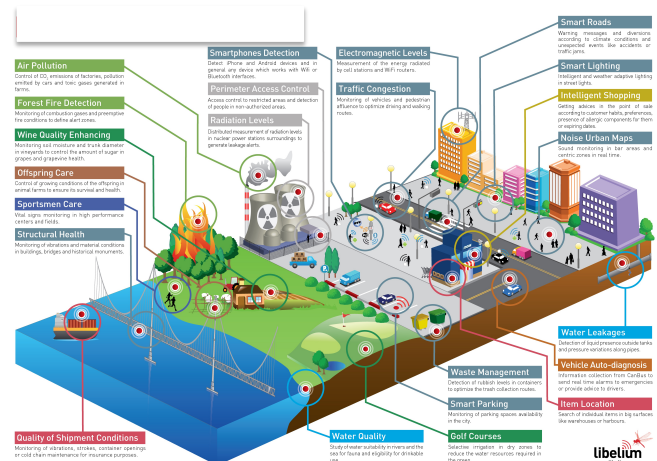 Air Pollution
Control of CO₂ emissions of factories, pollution
emitted by cars and toxic gases generated in
farms.
Forest Fire Detection
Monitoring of combustion gases and preemptive
fire conditions to define alert zones.
Wine Quality Enhancing
Monitoring soil moisture and trunk diameter
in vineyards to control the amount of sugar in
grapes and grapevine health.
Offspring Care
Control of growing conditions of the offspring in
animal farms to ensure its survival and health.
Sportsmen Care
Vital signs monitoring in high performance
centers and fields.
Structural Health
Monitoring of vibrations and material conditions
in buildings, bridges and historical monuments.
Quality of Shipment Conditions
Monitoring of vibrations, strokes, container openings
or cold chain maintenance for insurance purposes.
Smartphones Detection
Detect iPhone and Android devices and in
general any device which works with Wifi or
Bluetooth interfaces.
Perimeter Access Control
Access control to restricted areas and detection
of people in non-authorized areas.
Radiation Levels
Distributed measurement of radiation levels
in nuclear power stations surroundings to
generate leakage alerts.
Electromagnetic Levels
Measurement of the energy radiated
by cell stations and WiFi routers.
Traffic Congestion
Monitoring of vehicles and pedestrian
affluence to optimize driving and walking
routes.
Smart Roads
Warning messages and diversions
according to climate conditions and
unexpected events like accidents or
traffic jams.
Smart Lighting
Intelligent and weather adaptive lighting
in street lights.
Intelligent Shopping
Getting advices in the point of sale
according to customer habits, preferences,
presence of allergic components for them
or expiring dates.
Noise Urban Maps
Sound monitoring in bar areas and
centric zones in real time.
Water Leakages
Detection of liquid presence outside tanks
and pressure variations along pipes.
Vehicle Auto-diagnosis
Information collection from CanBus to
send real time alarms to emergencies
or provide advice to drivers.
Item Location
Search of individual items in big surfaces
like warehouses or harbours.
Waste Management
Detection of rubbish levels in containers
to optimize the trash collection routes.
Smart Parking
Monitoring of parking spaces availability
in the city.
Golf Courses
Selective irrigation in dry zones to
reduce the water resources required in
the green.
Water Quality
Study of water suitability in rivers and the
sea for fauna and eligibility for drinkable
use.
libelium